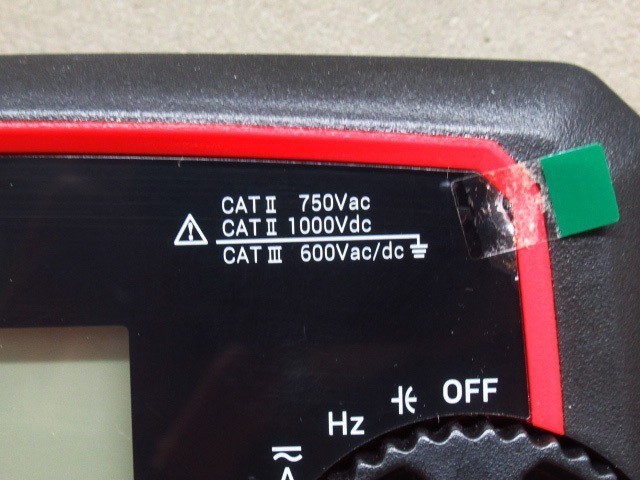 CAT II 750Vac
CAT II 1000Vdc
CAT III 600Vac/dc
OFF
Hz
A